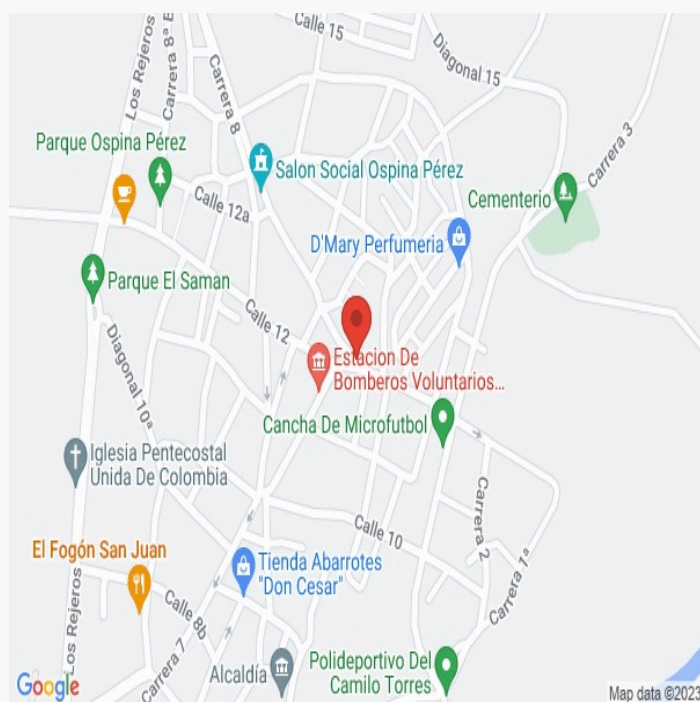 Calle 15
Diagonal 15
Los Rejeros
Carrera 8ª E
Carrera 8
Carrera 3
Parque Ospina Pérez
Salon Social Ospina Pérez
Cementerio
Calle 12a
D'Mary Perfumeria
Parque El Saman
Calle 12
Estacion De
Bomberos Voluntarios...
Diagonal 10ª
Cancha De Microfutbol
Iglesia Pentecostal
Unida De Colombia
Carrera 2
Calle 10
El Fogón San Juan
Tienda Abarrotes
"Don Cesar"
Carrera 1ª
Calle 8b
Los Rejeros
Carrera 7
Alcaldía
Polideportivo Del
Camilo Torres
Google
Map data ©2023